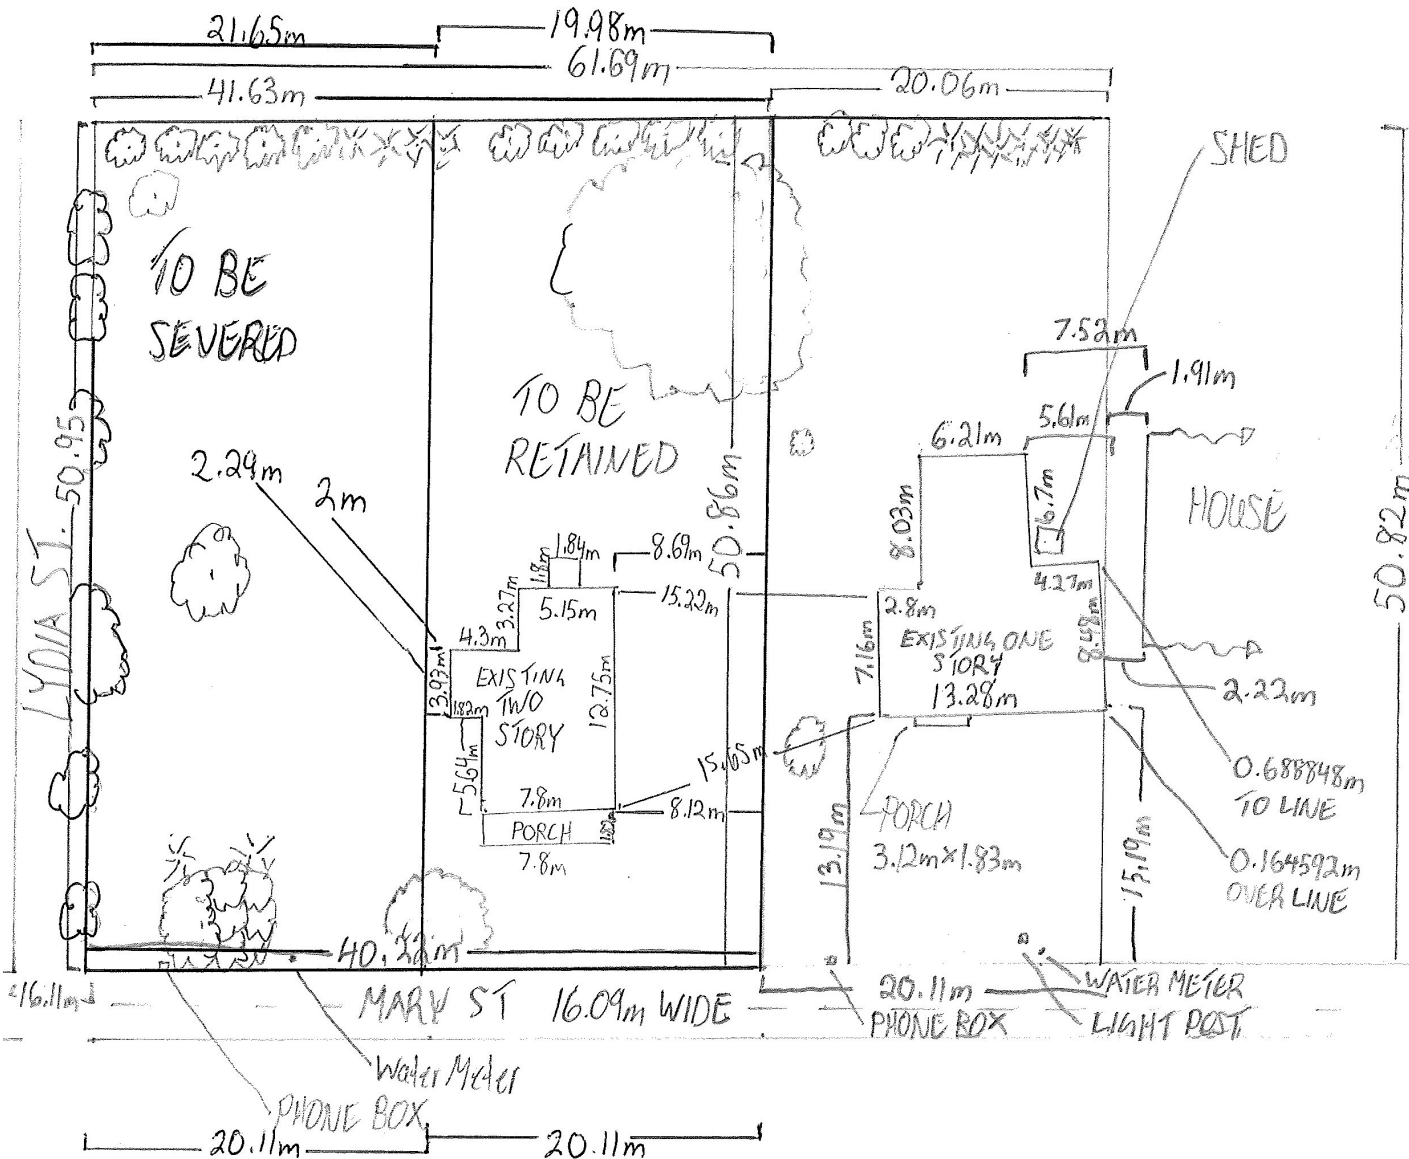 21.65m
19.98m
61.69m
41.63m
20.06m
SHED
TO BE
SEVERED
TO BE
RETAINED
LYDIA ST. 50.95
50.86m
50.82m
7.52m
1.91m
5.61m
6.21m
6.7m
8.03m
HOUSE
2.29m
2m
1.84m
1.8m
8.69m
3.27m
5.15m
15.22m
4.3m
3.93m
EXISTING
TWO
STORY
1.82m
12.75m
5.64m
7.8m
PORCH
1.82m
7.8m
8.12m
15.65m
2.8m
4.27m
7.16m
EXISTING ONE
STORY
8.48m
13.28m
2.22m
0.688848m
TO LINE
PORCH
3.12m x 1.83m
13.19m
15.19m
0.164592m
OVER LINE
40.22m
16.11m
MARY ST 16.09m WIDE
20.11m
WATER METER
PHONE BOX
LIGHT POST
Water Meter
PHONE BOX
20.11m
20.11m